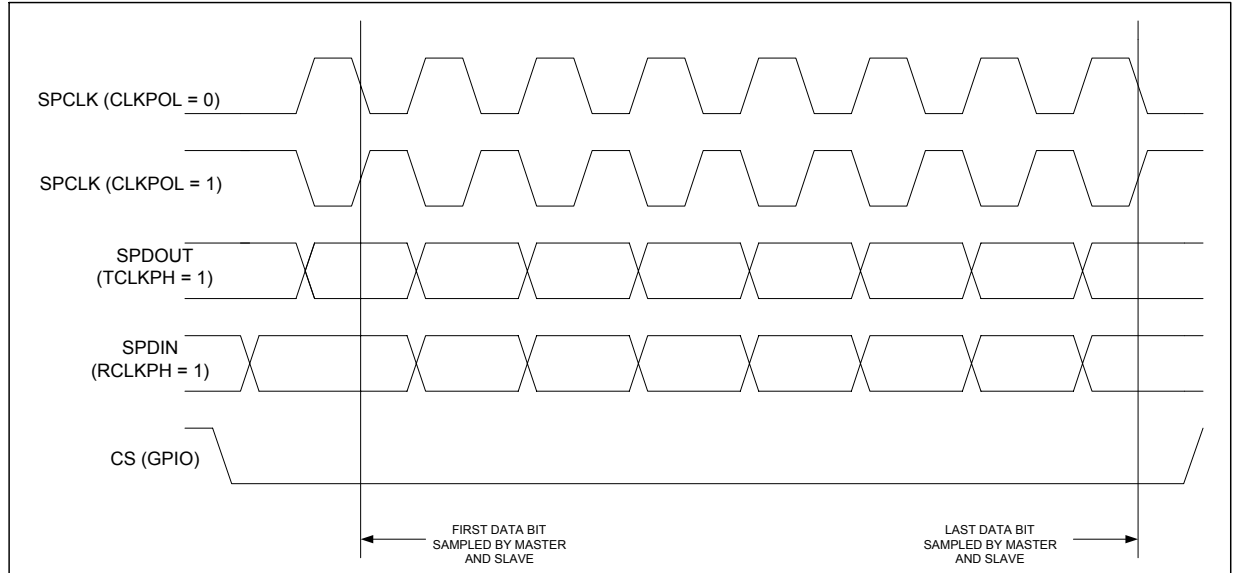 SPCLK (CLKPOL = 0)
SPCLK (CLKPOL = 1)
SPDOUT
(TCLKPH = 1)
SPDIN
(RCLKPH = 1)
CS (GPIO)
FIRST DATA BIT
SAMPLED BY MASTER
AND SLAVE
LAST DATA BIT
SAMPLED BY MASTER
AND SLAVE